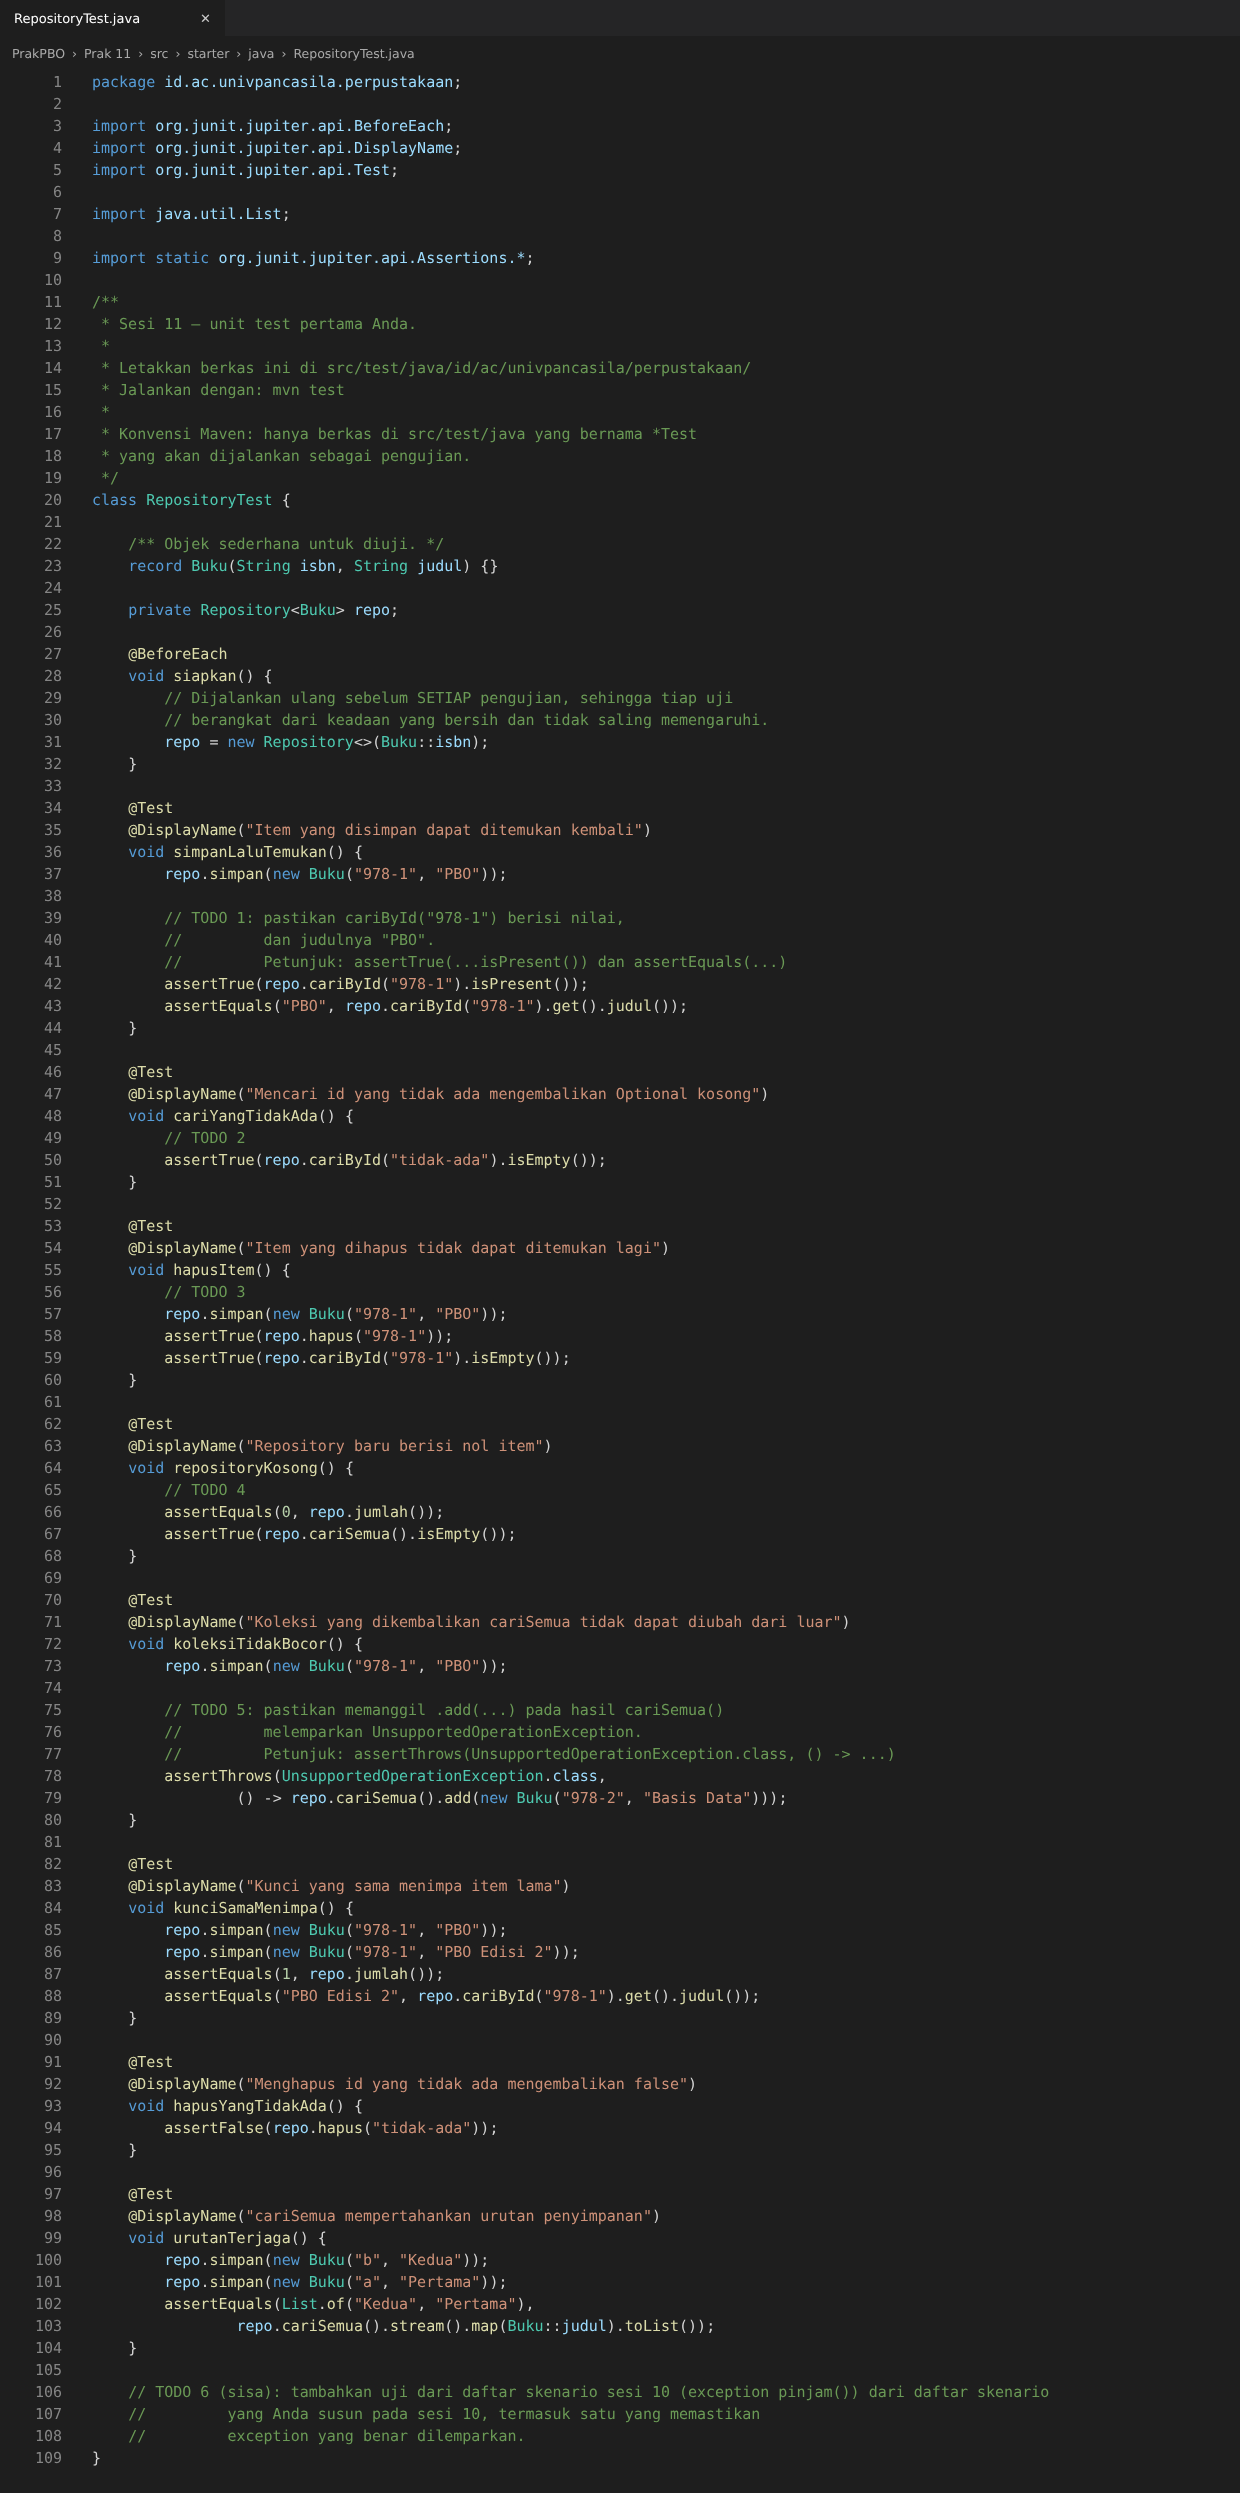 RepositoryTest.java ×
PrakPBO › Prak 11 › src › starter › java › RepositoryTest.java
1 package id.ac.univpancasila.perpustakaan;
2
3 import org.junit.jupiter.api.BeforeEach;
4 import org.junit.jupiter.api.DisplayName;
5 import org.junit.jupiter.api.Test;
6
7 import java.util.List;
8
9 import static org.junit.jupiter.api.Assertions.*;
10
11 /**
12  * Sesi 11 — unit test pertama Anda.
13  *
14  * Letakkan berkas ini di src/test/java/id/ac/univpancasila/perpustakaan/
15  * Jalankan dengan: mvn test
16  *
17  * Konvensi Maven: hanya berkas di src/test/java yang bernama *Test
18  * yang akan dijalankan sebagai pengujian.
19  */
20 class RepositoryTest {
21
22     /** Objek sederhana untuk diuji. */
23     record Buku(String isbn, String judul) {}
24
25     private Repository<Buku> repo;
26
27     @BeforeEach
28     void siapkan() {
29         // Dijalankan ulang sebelum SETIAP pengujian, sehingga tiap uji
30         // berangkat dari keadaan yang bersih dan tidak saling memengaruhi.
31         repo = new Repository<>(Buku::isbn);
32     }
33
34     @Test
35     @DisplayName("Item yang disimpan dapat ditemukan kembali")
36     void simpanLaluTemukan() {
37         repo.simpan(new Buku("978-1", "PBO"));
38
39         // TODO 1: pastikan cariById("978-1") berisi nilai,
40         //         dan judulnya "PBO".
41         //         Petunjuk: assertTrue(...isPresent()) dan assertEquals(...)
42         assertTrue(repo.cariById("978-1").isPresent());
43         assertEquals("PBO", repo.cariById("978-1").get().judul());
44     }
45
46     @Test
47     @DisplayName("Mencari id yang tidak ada mengembalikan Optional kosong")
48     void cariYangTidakAda() {
49         // TODO 2
50         assertTrue(repo.cariById("tidak-ada").isEmpty());
51     }
52
53     @Test
54     @DisplayName("Item yang dihapus tidak dapat ditemukan lagi")
55     void hapusItem() {
56         // TODO 3
57         repo.simpan(new Buku("978-1", "PBO"));
58         assertTrue(repo.hapus("978-1"));
59         assertTrue(repo.cariById("978-1").isEmpty());
60     }
61
62     @Test
63     @DisplayName("Repository baru berisi nol item")
64     void repositoryKosong() {
65         // TODO 4
66         assertEquals(0, repo.jumlah());
67         assertTrue(repo.cariSemua().isEmpty());
68     }
69
70     @Test
71     @DisplayName("Koleksi yang dikembalikan cariSemua tidak dapat diubah dari luar")
72     void koleksiTidakBocor() {
73         repo.simpan(new Buku("978-1", "PBO"));
74
75         // TODO 5: pastikan memanggil .add(...) pada hasil cariSemua()
76         //         melemparkan UnsupportedOperationException.
77         //         Petunjuk: assertThrows(UnsupportedOperationException.class, () -> ...)
78         assertThrows(UnsupportedOperationException.class,
79                 () -> repo.cariSemua().add(new Buku("978-2", "Basis Data")));
80     }
81
82     @Test
83     @DisplayName("Kunci yang sama menimpa item lama")
84     void kunciSamaMenimpa() {
85         repo.simpan(new Buku("978-1", "PBO"));
86         repo.simpan(new Buku("978-1", "PBO Edisi 2"));
87         assertEquals(1, repo.jumlah());
88         assertEquals("PBO Edisi 2", repo.cariById("978-1").get().judul());
89     }
90
91     @Test
92     @DisplayName("Menghapus id yang tidak ada mengembalikan false")
93     void hapusYangTidakAda() {
94         assertFalse(repo.hapus("tidak-ada"));
95     }
96
97     @Test
98     @DisplayName("cariSemua mempertahankan urutan penyimpanan")
99     void urutanTerjaga() {
100         repo.simpan(new Buku("b", "Kedua"));
101         repo.simpan(new Buku("a", "Pertama"));
102         assertEquals(List.of("Kedua", "Pertama"),
103                 repo.cariSemua().stream().map(Buku::judul).toList());
104     }
105
106     // TODO 6 (sisa): tambahkan uji dari daftar skenario sesi 10 (exception pinjam()) dari daftar skenario
107     //         yang Anda susun pada sesi 10, termasuk satu yang memastikan
108     //         exception yang benar dilemparkan.
109 }